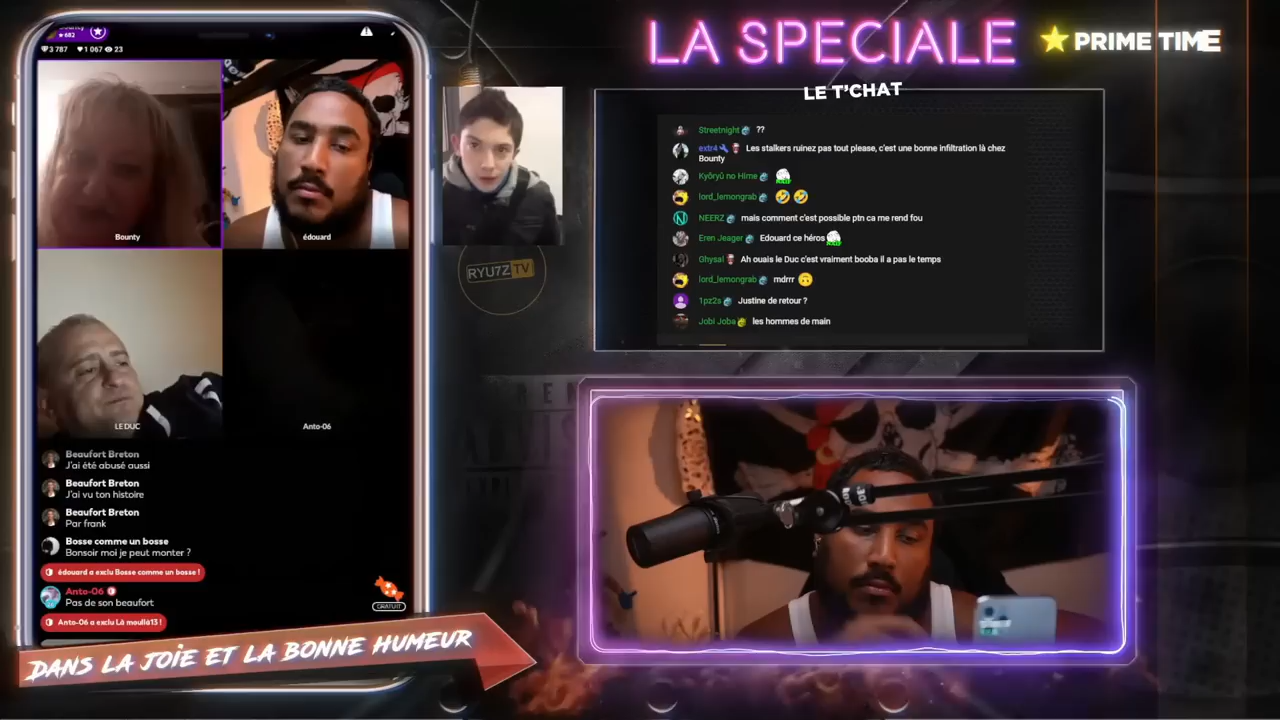 ★682
3 787 1 067 23
Bounty
édouard
LE DUC
Anto-06
Beaufort Breton
J'ai été abusé aussi
Beaufort Breton
J'ai vu ton histoire
Beaufort Breton
Par frank
Bosse comme un bosse
Bonsoir moi je peut monter ?
édouard a exclu Bosse comme un bosse !
Anto-06
Pas de son beaufort
Anto-06 a exclu Là moulià13 !
GRATUIT
DANS LA JOIE ET LA BONNE HUMEUR
RYU7Z TV
LA SPECIALE
PRIME TIME
LE T'CHAT
Streetnight ??
extr4 Les stalkers ruinez pas tout please, c'est une bonne infiltration là chez
Bounty
Kyōryū no Hime
lord_lemongrab 🤣 🤣
NEERZ mais comment c'est possible ptn ca me rend fou
Eren Jeager Edouard ce héros
Ghysal Ah ouais le Duc c'est vraiment booba il a pas le temps
lord_lemongrab mdrrr 🙃
1pz2s Justine de retour ?
Jobi Joba les hommes de main